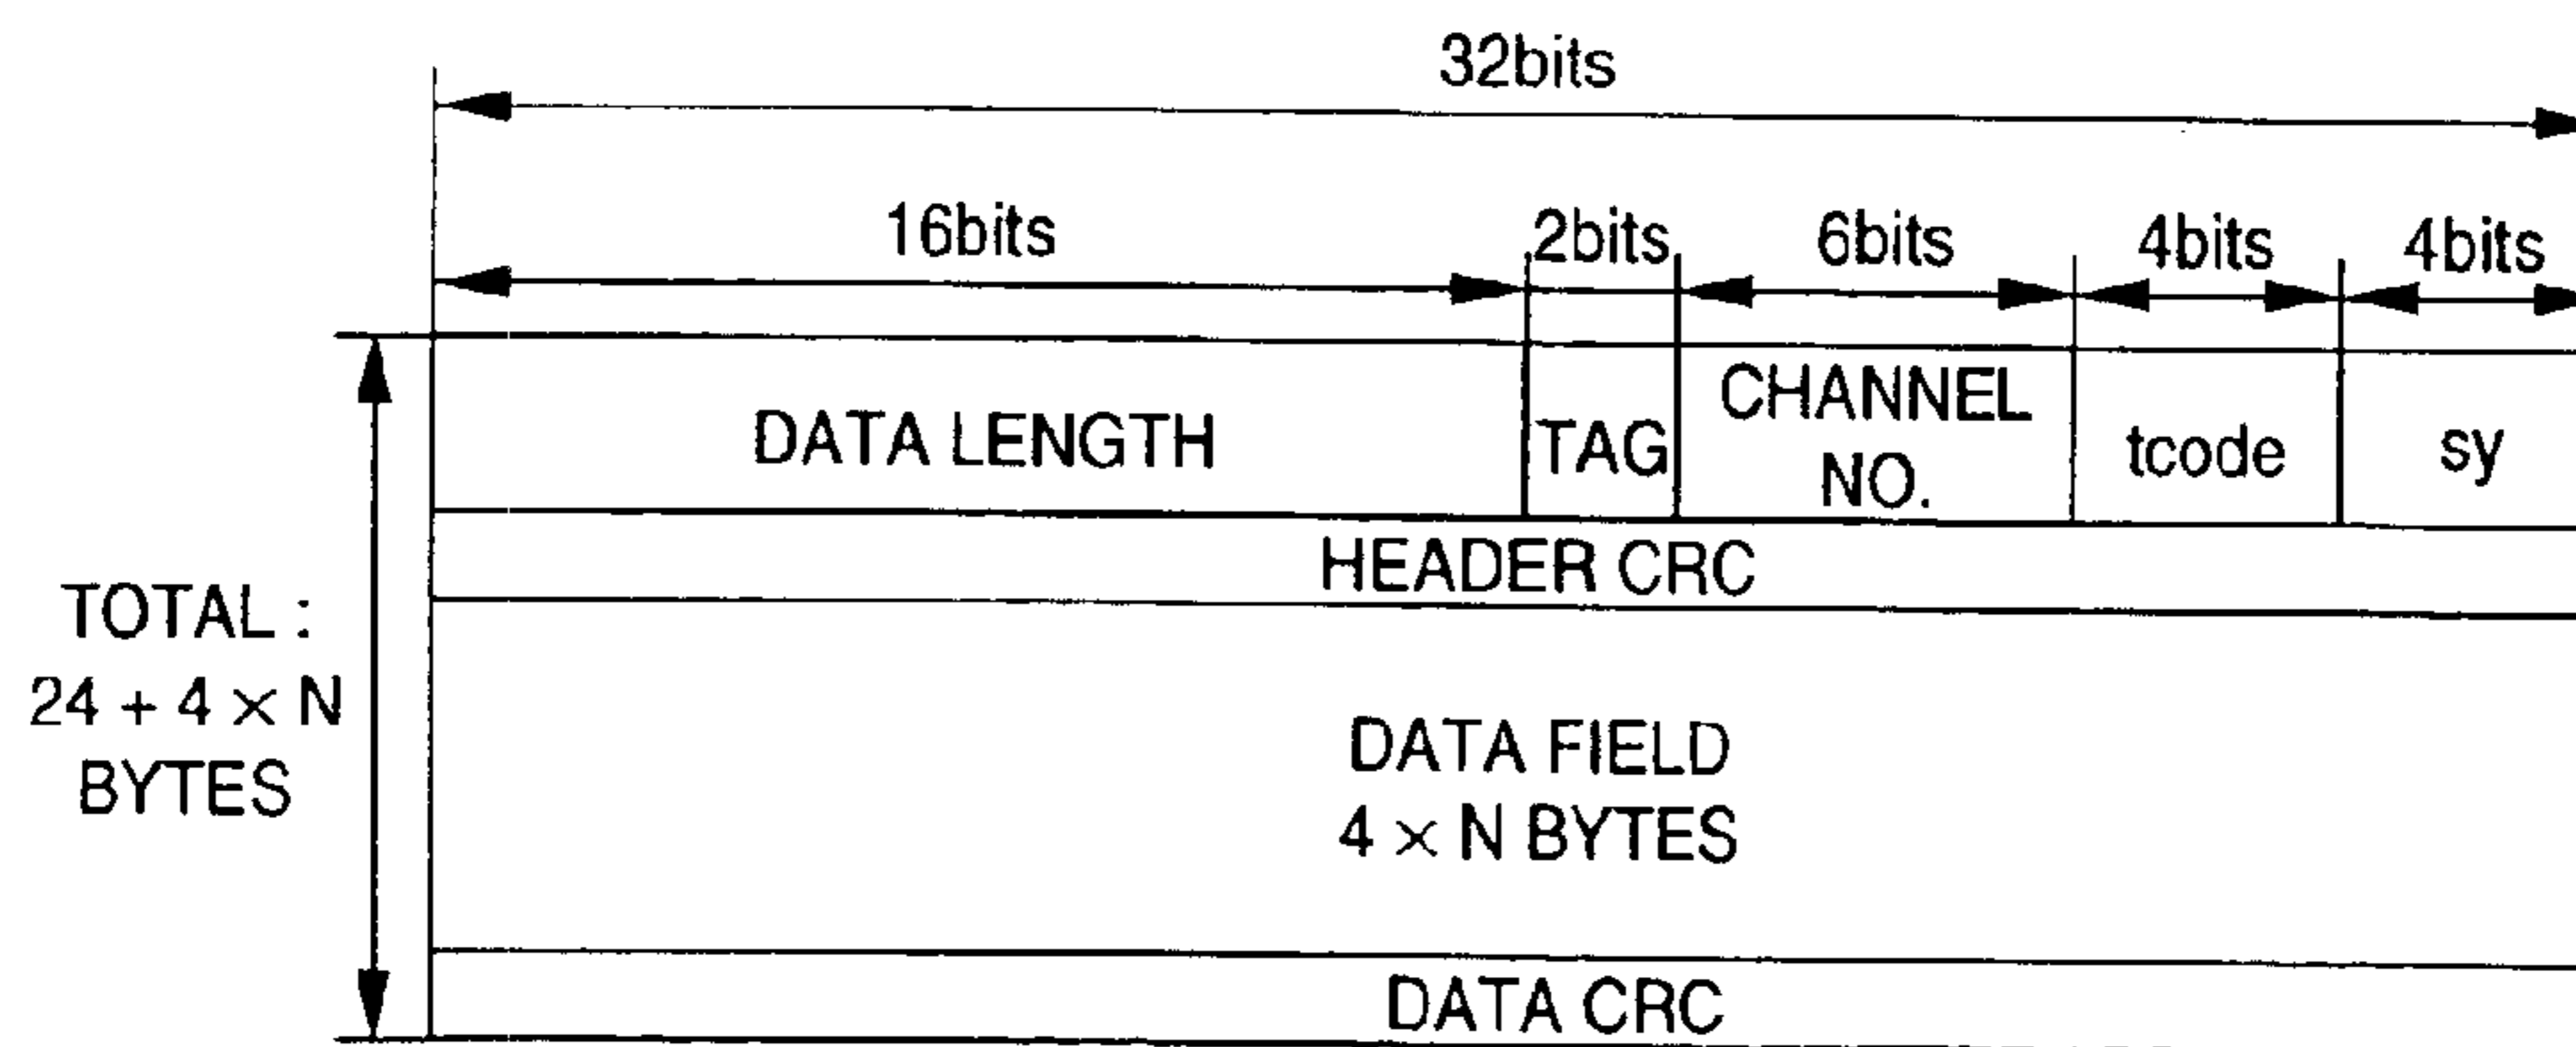 32bits
16bits 2bits 6bits 4bits 4bits
DATA LENGTH TAG CHANNEL NO. tcode sy
HEADER CRC
TOTAL :
24 + 4 × N
BYTES
DATA FIELD
4 × N BYTES
DATA CRC